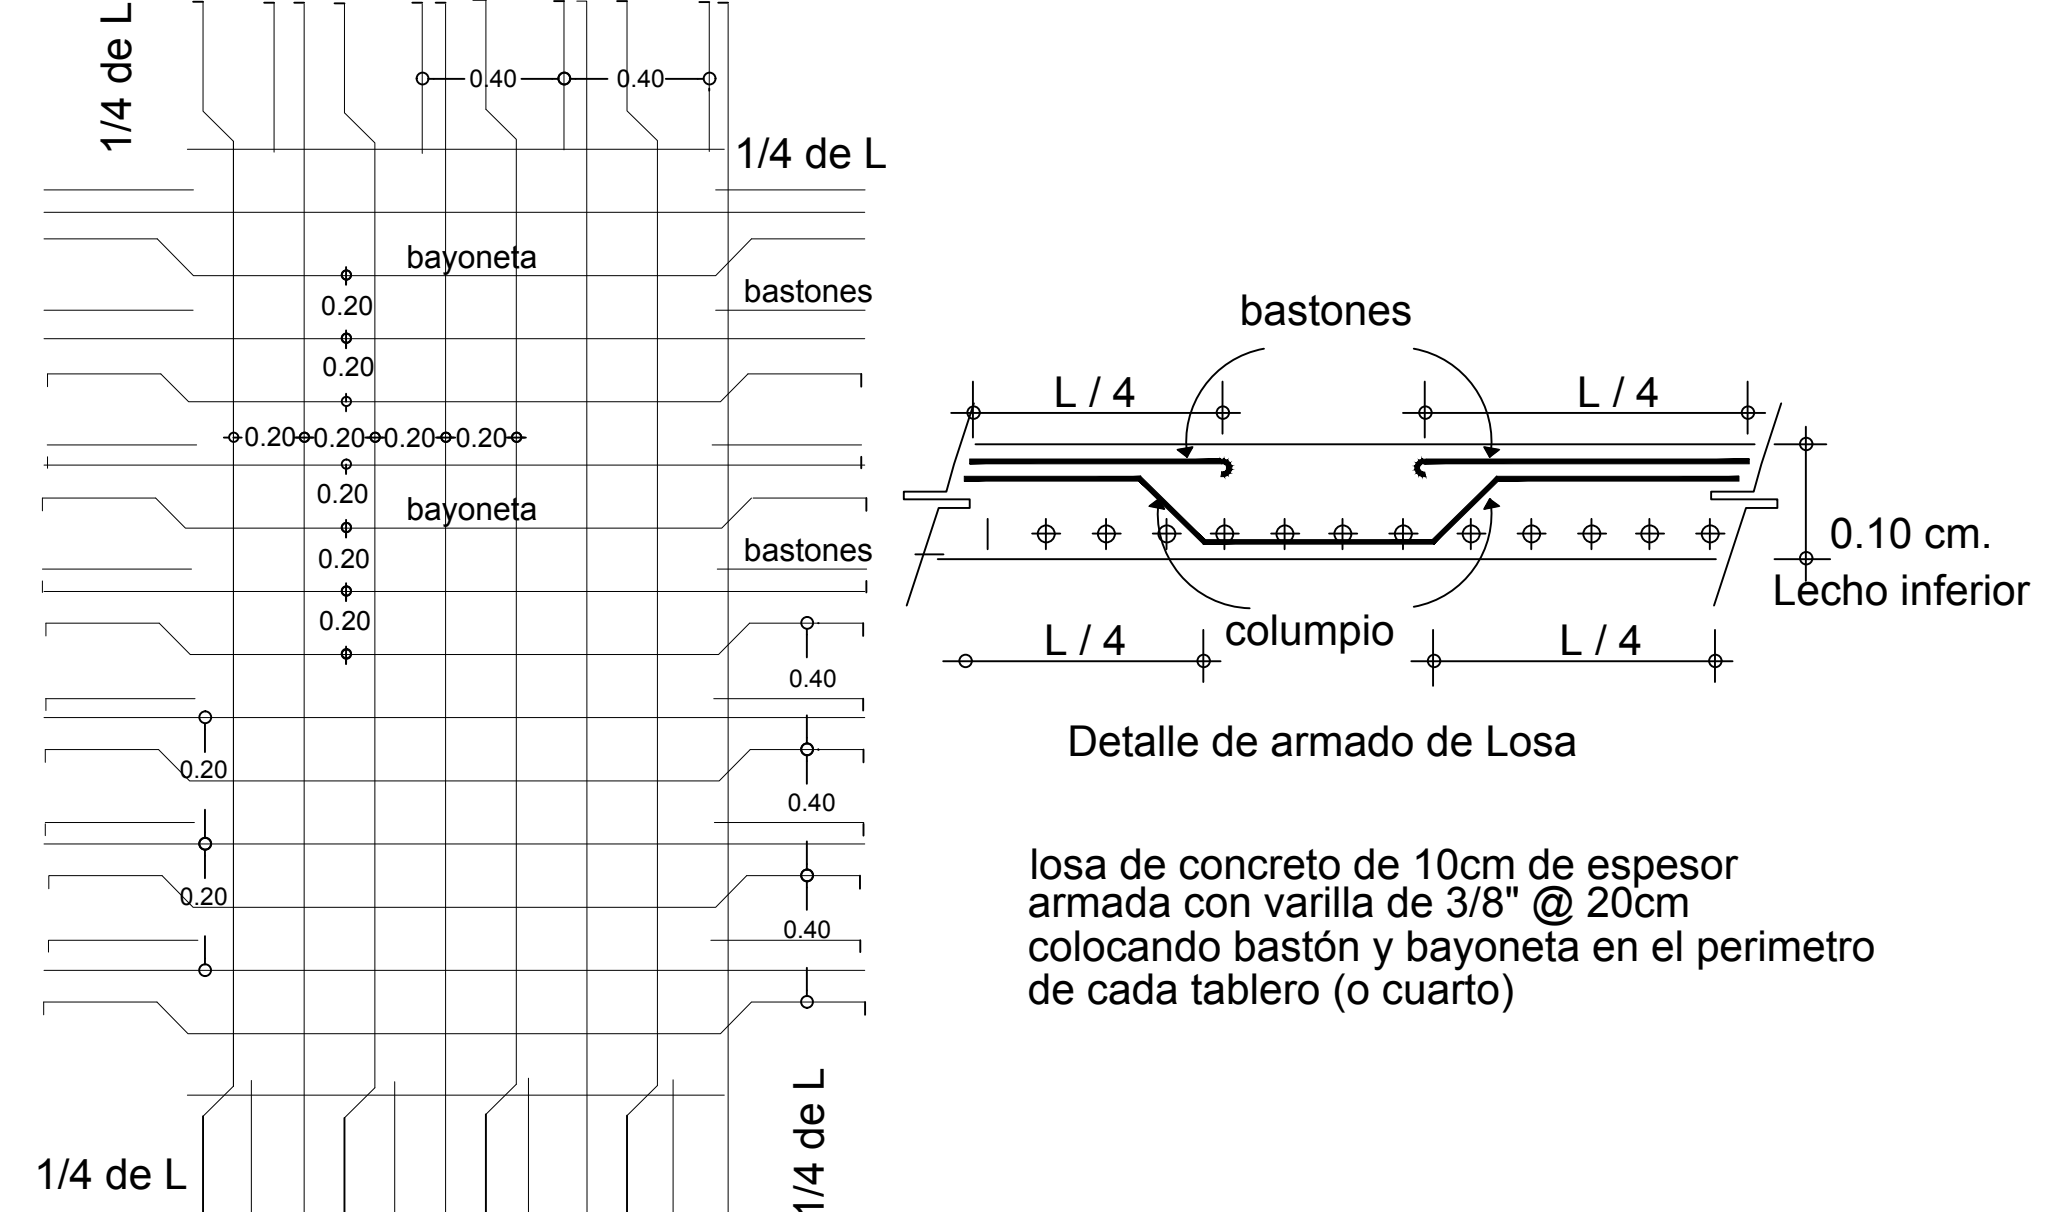 1/4 de L
0.40
0.40
1/4 de L
bayoneta
bastones
0.20
0.20
0.20
0.20
0.20
0.20
0.20
bayoneta
bastones
0.20
0.20
0.40
0.20
0.40
0.20
0.40
1/4 de L
1/4 de L
bastones
L / 4
L / 4
0.10 cm.
Lecho inferior
columpio
L / 4
L / 4
Detalle de armado de Losa
losa de concreto de 10cm de espesor
armada con varilla de 3/8" @ 20cm
colocando bastón y bayoneta en el perimetro
de cada tablero (o cuarto)